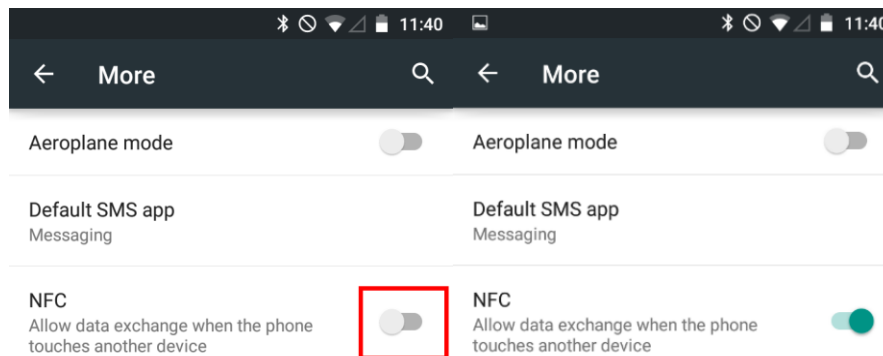 11:40
More
Aeroplane mode
Default SMS app
Messaging
NFC
Allow data exchange when the phone
touches another device
11:40
More
Aeroplane mode
Default SMS app
Messaging
NFC
Allow data exchange when the phone
touches another device